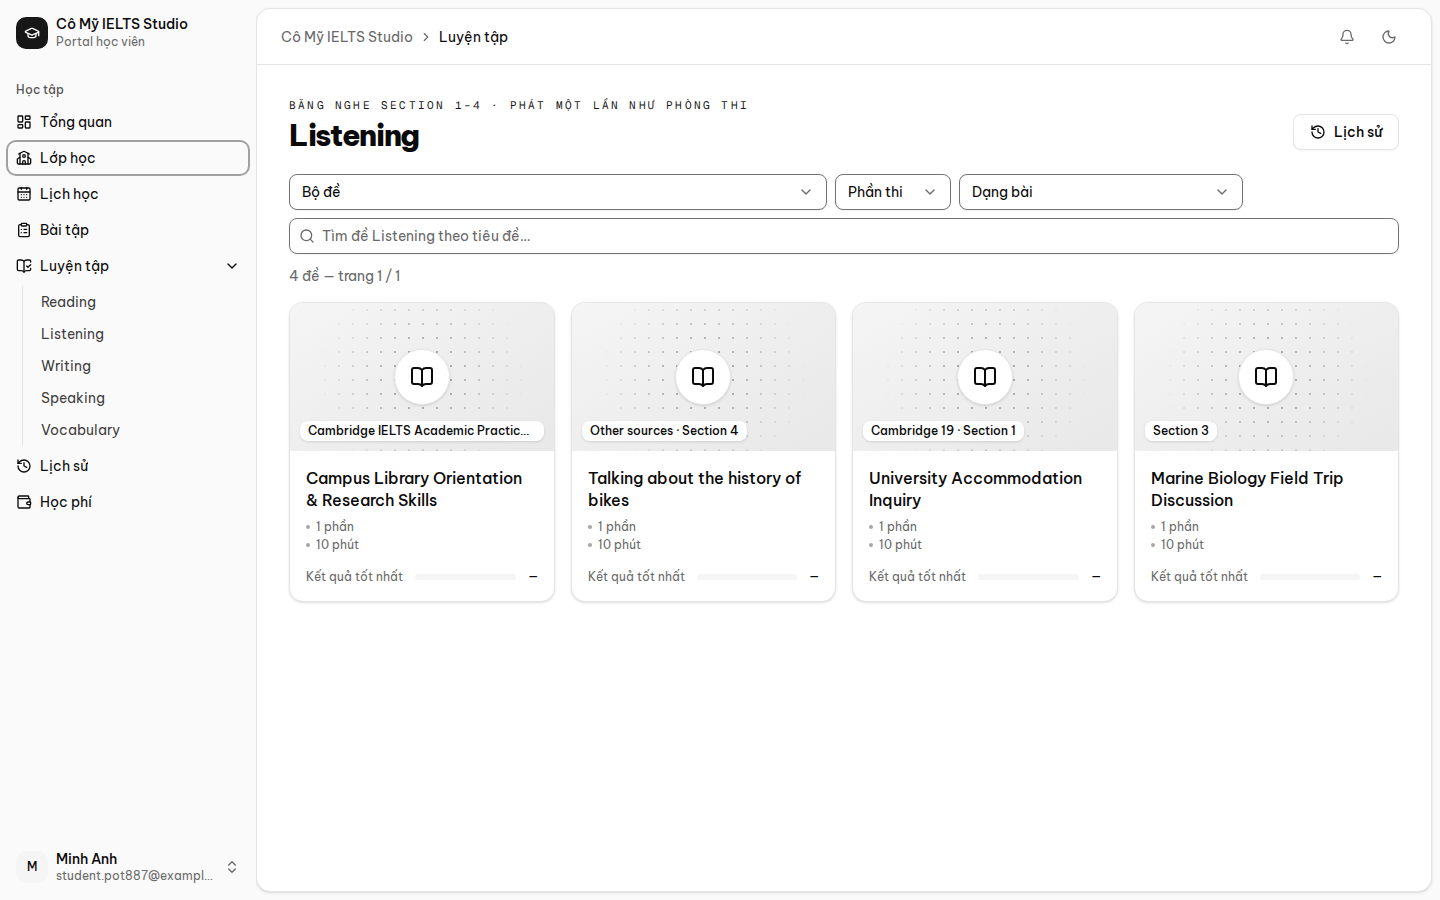 Cô Mỹ IELTS Studio
Portal học viên
Học tập
Tổng quan
Lớp học
Lịch học
Bài tập
Luyện tập
Reading
Listening
Writing
Speaking
Vocabulary
Lịch sử
Học phí
Minh Anh
student.pot887@exampl...
Cô Mỹ IELTS Studio > Luyện tập
BĂNG NGHE SECTION 1–4 · PHÁT MỘT LẦN NHƯ PHÒNG THI
Listening
Lịch sử
Bộ đề
Phần thi
Dạng bài
Tìm đề Listening theo tiêu đề...
4 đề — trang 1 / 1
Cambridge IELTS Academic Practic...
Campus Library Orientation
& Research Skills
1 phần
10 phút
Kết quả tốt nhất –
Other sources · Section 4
Talking about the history of
bikes
1 phần
10 phút
Kết quả tốt nhất –
Cambridge 19 · Section 1
University Accommodation
Inquiry
1 phần
10 phút
Kết quả tốt nhất –
Section 3
Marine Biology Field Trip
Discussion
1 phần
10 phút
Kết quả tốt nhất –
M